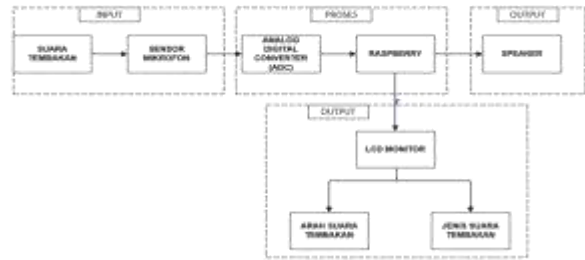 INPUT
PROSES
OUTPUT
SUARA
TEMBAKAN
SENSOR
MIKROFON
ANALOG
DIGITAL
CONVERTER
(ADC)
RASPBERRY
SPEAKER
OUTPUT
LCD MONITOR
ARAH SUARA
TEMBAKAN
JENIS SUARA
TEMBAKAN